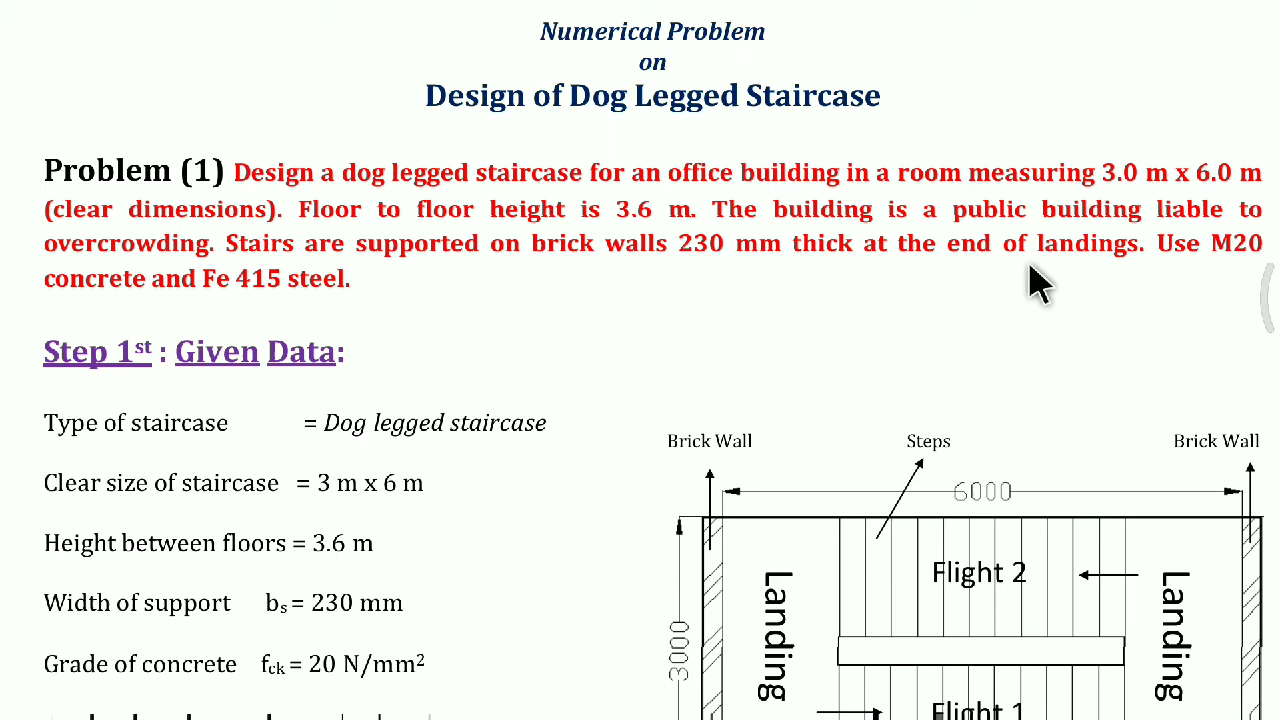 Numerical Problem
on
Design of Dog Legged Staircase
Problem (1) Design a dog legged staircase for an office building in a room measuring 3.0 m x 6.0 m
(clear dimensions). Floor to floor height is 3.6 m. The building is a public building liable to
overcrowding. Stairs are supported on brick walls 230 mm thick at the end of landings. Use M20
concrete and Fe 415 steel.
Step 1st : Given Data:
Type of staircase = Dog legged staircase
Clear size of staircase = 3 m x 6 m
Height between floors = 3.6 m
Width of support bs = 230 mm
Grade of concrete fck = 20 N/mm²
Brick Wall
Steps
Brick Wall
6000
Flight 2
Landing
Landing
3000
Flight 1